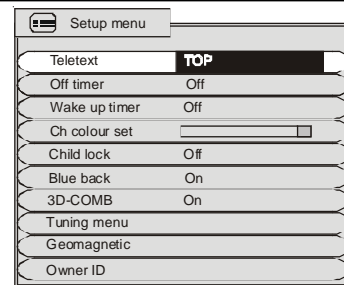 Setup menu
Teletext TOP
Off timer Off
Wake up timer Off
Ch colour set
Child lock Off
Blue back On
3D-COMB On
Tuning menu
Geomagnetic
Owner ID